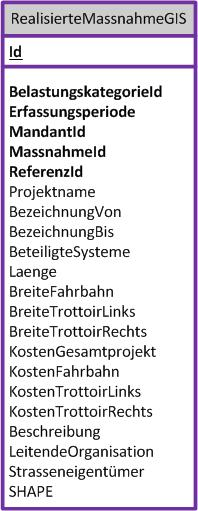 RealisierteMassnahmeGIS
Id
BelastungskategorieId
Erfassungsperiode
MandantId
MassnahmeId
ReferenzId
Projektname
BezeichnungVon
BezeichnungBis
BeteiligteSysteme
Laenge
BreiteFahrbahn
BreiteTrottoirLinks
BreiteTrottoirRechts
KostenGesamtprojekt
KostenFahrbahn
KostenTrottoirLinks
KostenTrottoirRechts
Beschreibung
LeitendeOrganisation
Strasseneigentümer
SHAPE